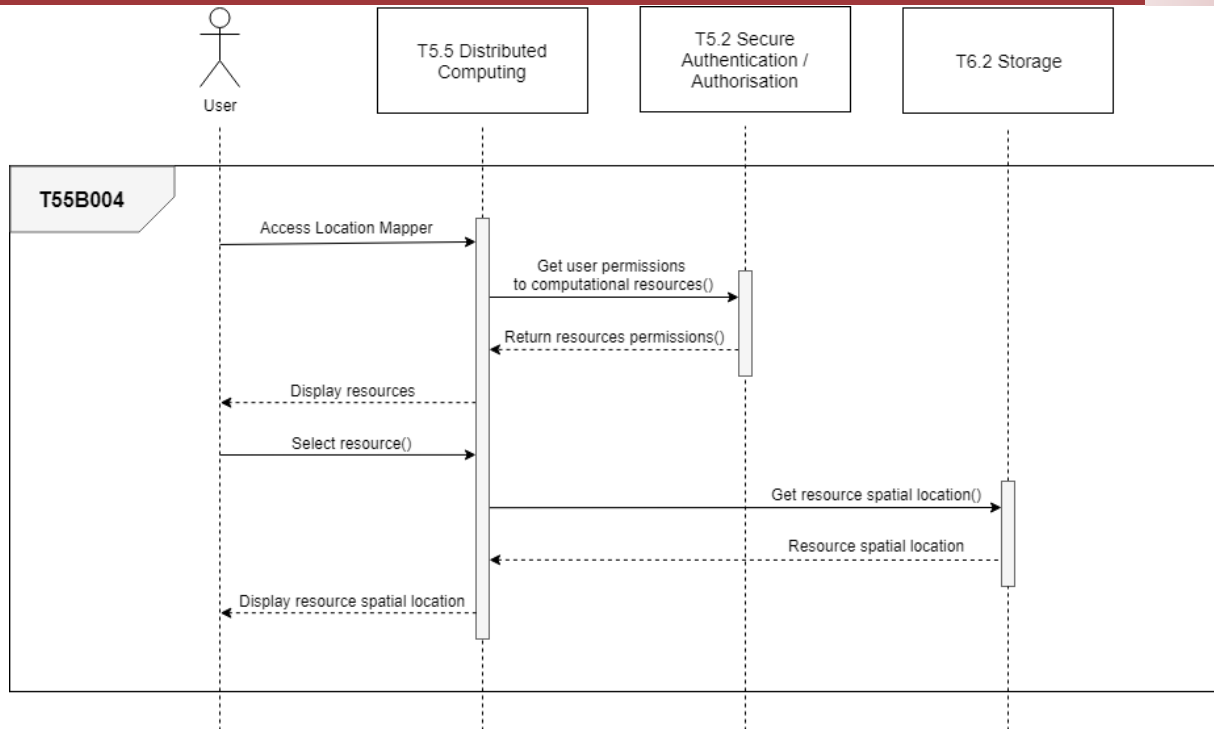 T5.5 Distributed
Computing
T5.2 Secure
Authentication /
Authorisation
T6.2 Storage
User
T55B004
Access Location Mapper
Get user permissions
to computational resources()
Return resources permissions()
Display resources
Select resource()
Get resource spatial location()
Resource spatial location
Display resource spatial location